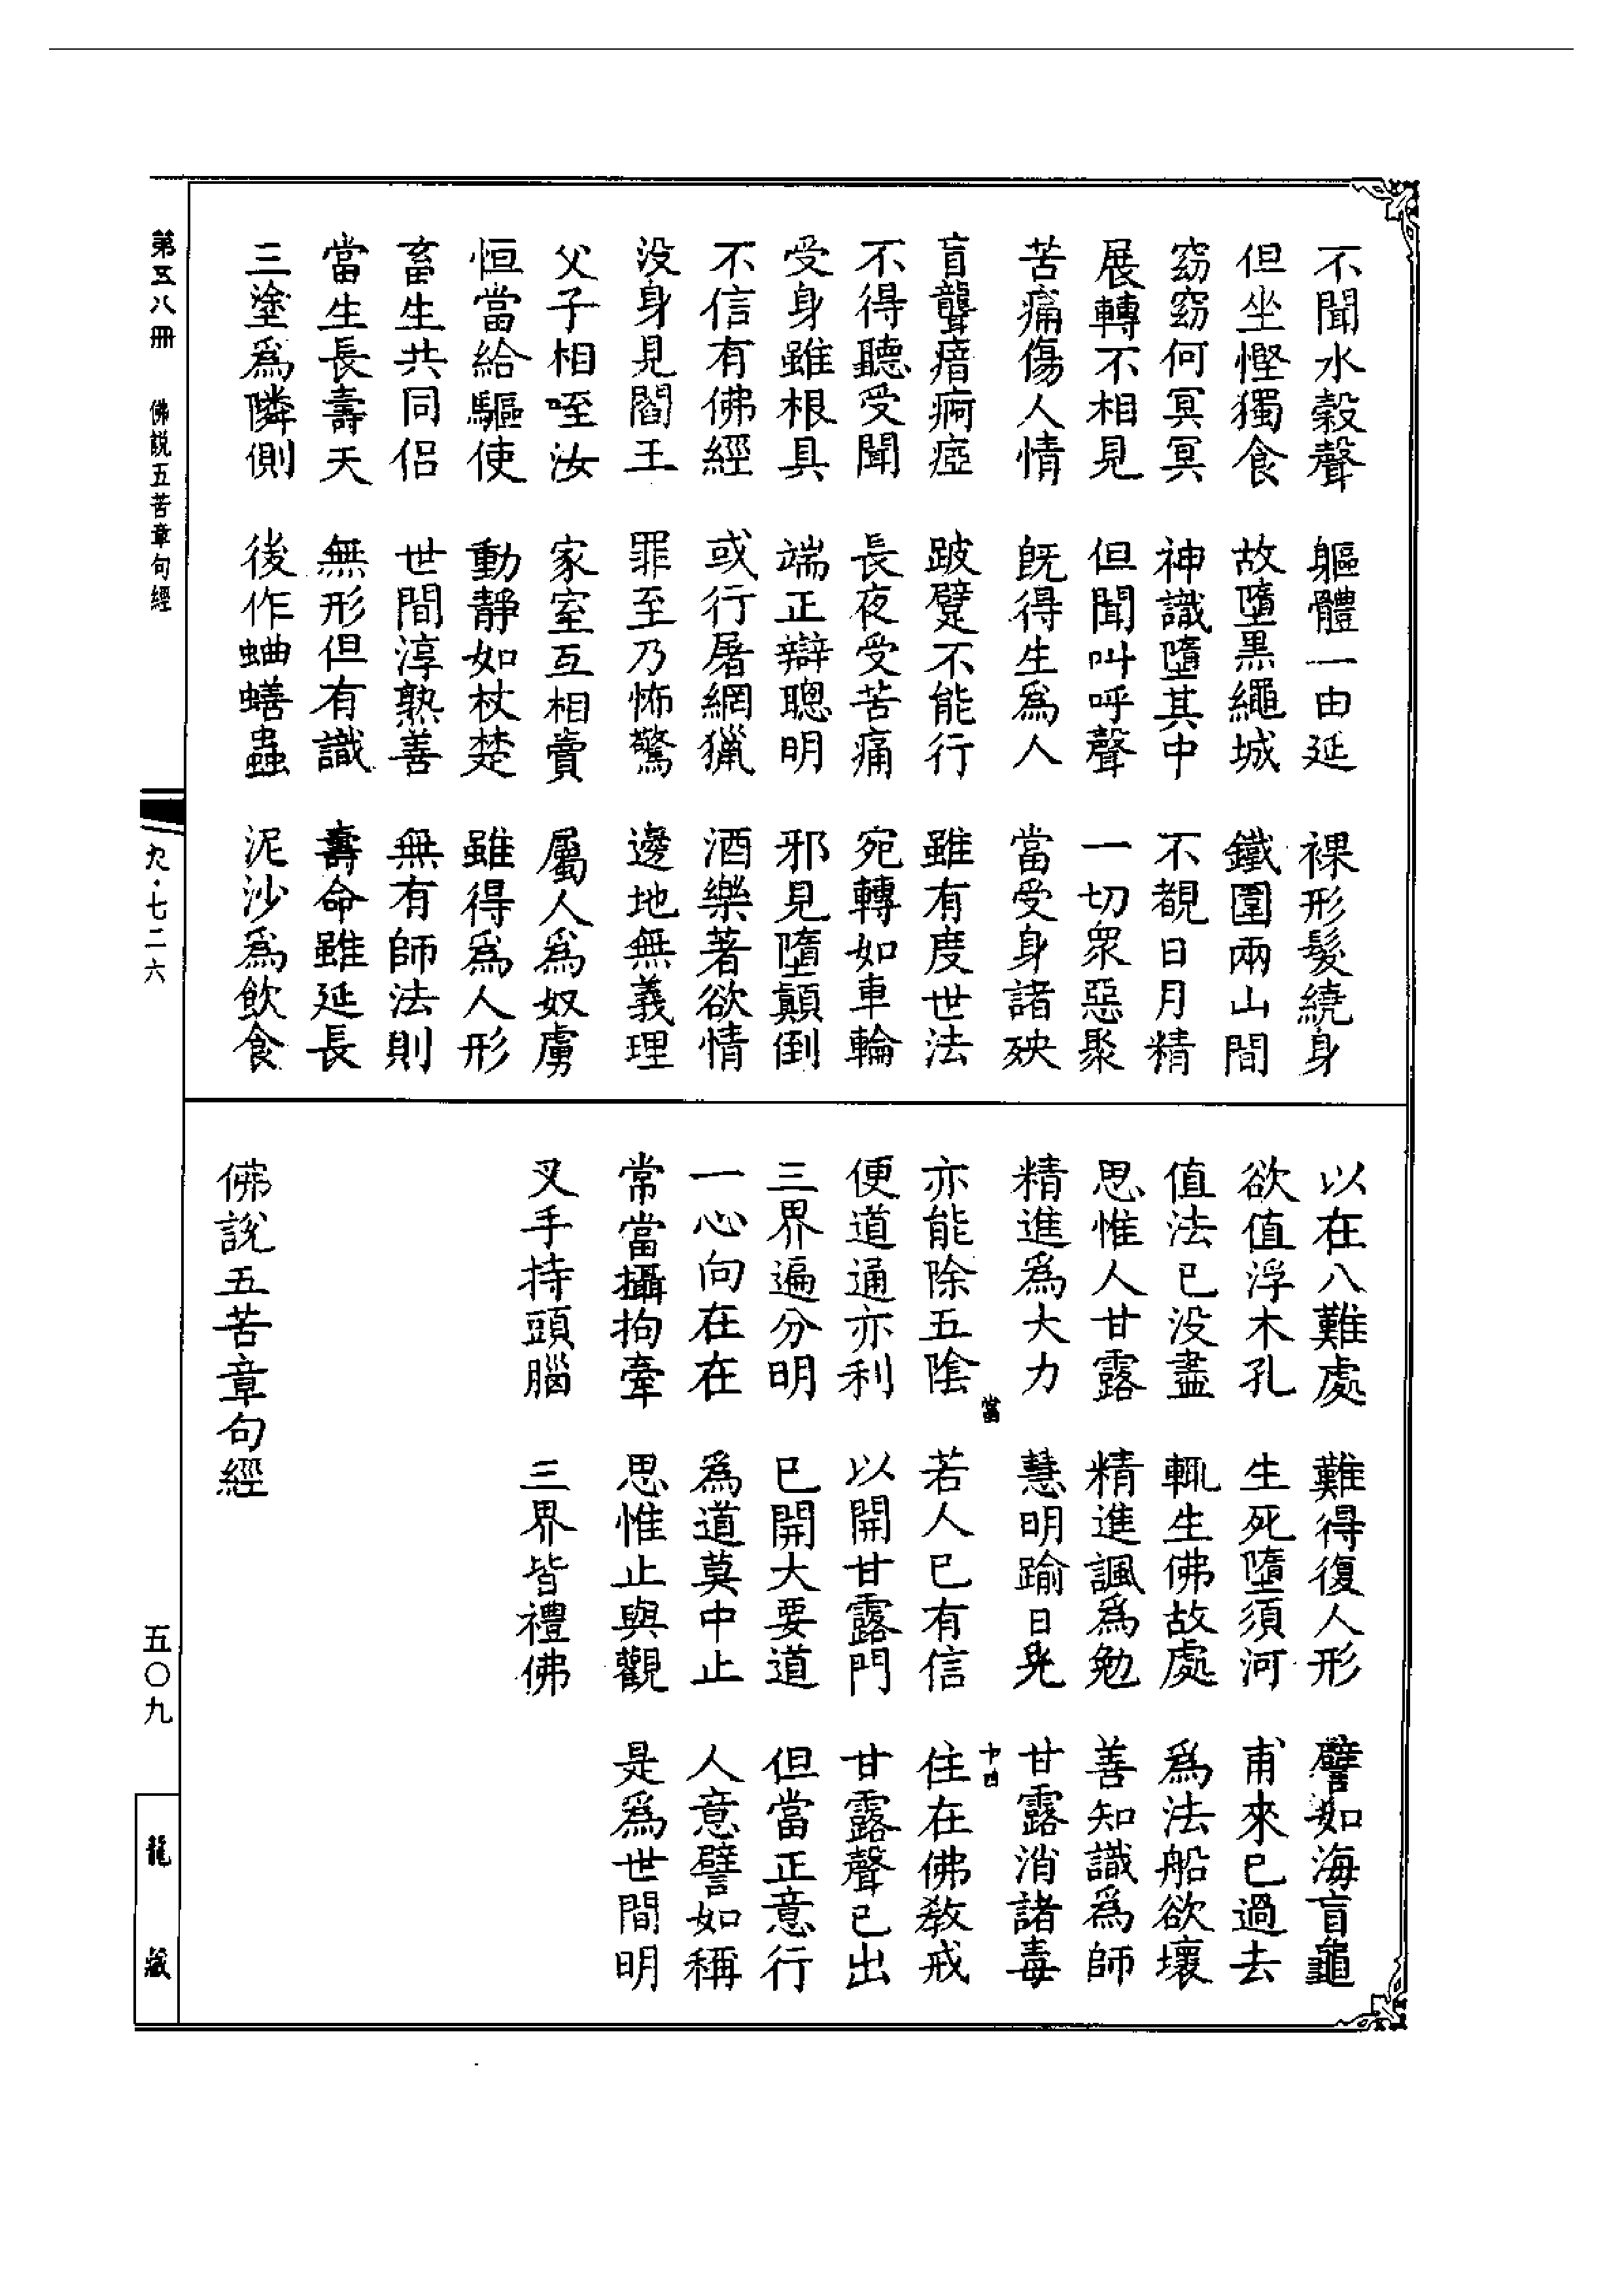 不聞水穀聲　軀體一由延　裸形髮繞身
但坐慳獨食　故墮黑繩城　鐵圍兩山間
窈窈何冥冥　神識墮其中　不覩日月精
展轉不相見　但聞叫呼聲　一切衆惡聚
苦痛傷人情　既得生爲人　當受身諸殃
盲聾瘖痾瘂　跛躄不能行　雖有度世法
不得聽受聞　長夜受苦痛　宛轉如車輪
受身雖根具　端正辯聰明　邪見墮顛倒
不信有佛經　或行屠網獵　酒樂著欲情
没身見閻王　罪至乃怖驚　邊地無義理
父子相咥汝　家室互相賣　屬人爲奴虜
恒當給驅使　動靜如杖楚　雖得爲人形
畜生共同侶　世間淳熟善　無有師法則
當生長壽天　無形但有識　壽命雖延長
三塗爲隣側　後作蛐蟮蟲　泥沙爲飲食
以在八難處　難得復人形　譬如海盲龜
欲值浮木孔　生死墮須河　甫來已過去
值法已没盡　輒生佛故處　爲法船欲壞
思惟人甘露　精進諷爲勉　善知識爲師
精進爲大力　慧明踰日光　甘露消諸毒
當　十四
亦能除五陰　若人已有信　住在佛教戒
便道通亦利　以開甘露門　甘露聲已出
三界遍分明　已開大要道　但當正意行
一心向在在　爲道莫中止　人意譬如稱
常當攝拘牽　思惟止與觀　是爲世間明
叉手持頭腦　三界皆禮佛
佛說五苦章句經
第五八冊　佛説五苦章句經　九·七二六　五〇九　龍藏